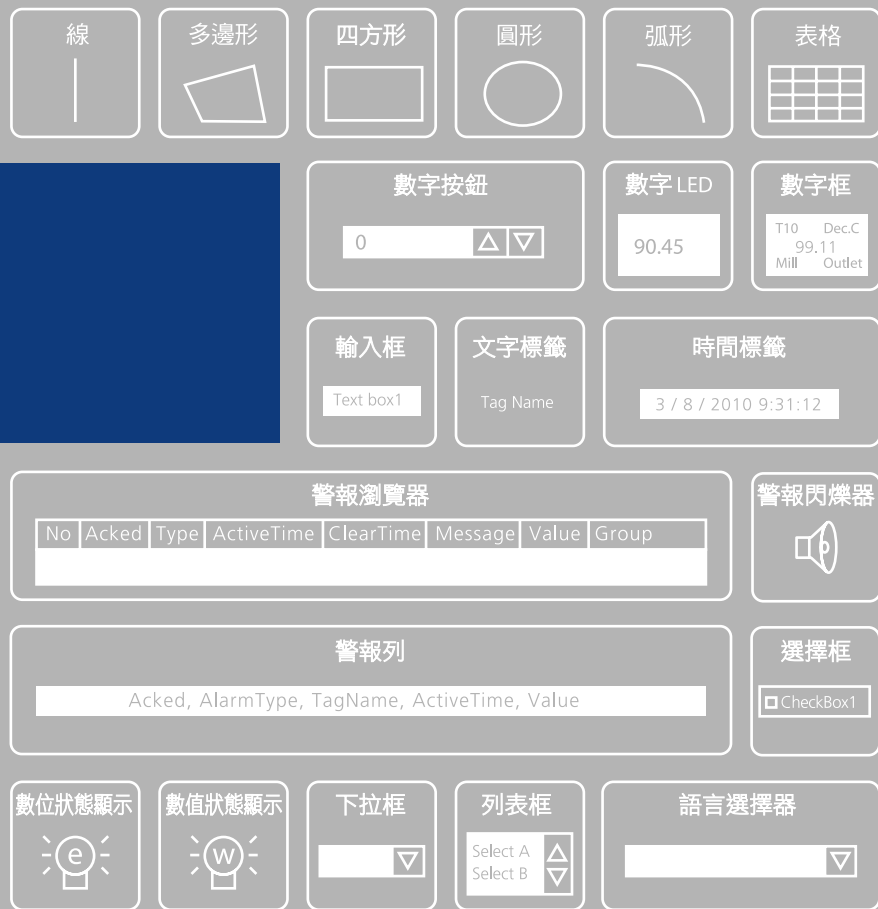 線
多邊形
四方形
圓形
弧形
表格
數字按鈕
0
數字 LED
90.45
數字框
T10 Dec.C
99.11
Mill Outlet
輸入框
Text box1
文字標籤
Tag Name
時間標籤
3 / 8 / 2010 9:31:12
警報瀏覽器
No Acked Type ActiveTime ClearTime Message Value Group
警報閃爍器
警報列
Acked, AlarmType, TagName, ActiveTime, Value
選擇框
CheckBox1
數位狀態顯示
e
數值狀態顯示
w
下拉框
列表框
Select A
Select B
語言選擇器